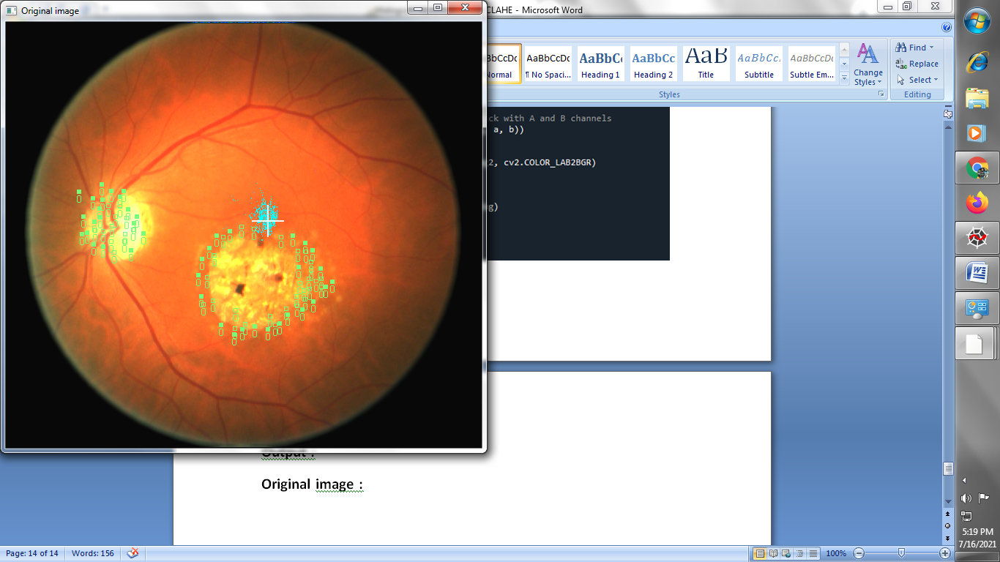 Original image
CLAHE - Microsoft Word
Normal
AaBbCcDc
¶ No Spaci...
AaBbCc
Heading 1
AaBbCc
Heading 2
AaB
Title
AaBbCc.
Subtitle
AaBbCcDc
Subtle Em...
Change
Styles
Find
Replace
Select
Styles
Editing
ck with A and B channels
a, b))
2, cv2.COLOR_LAB2BGR)
g)
Output :
Original image :
Page: 14 of 14
Words: 156
100%
5:19 PM
7/16/2021